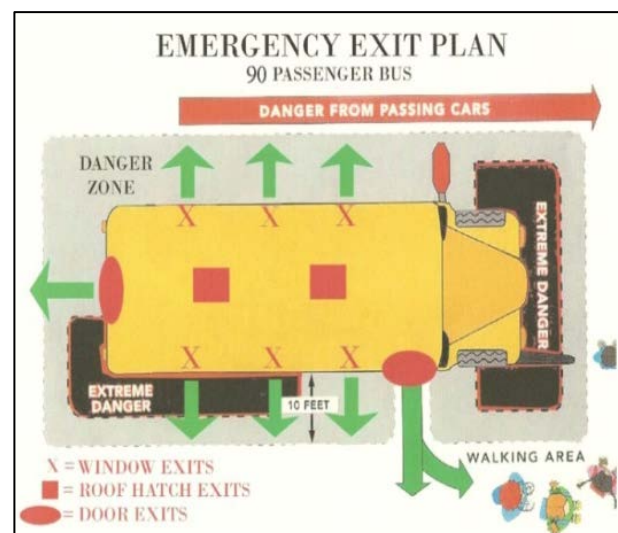 EMERGENCY EXIT PLAN
90 PASSENGER BUS
DANGER FROM PASSING CARS
DANGER
ZONE
X X X
EXTREME DANGER
X X X
EXTREME
DANGER
10 FEET
WALKING AREA
X = WINDOW EXITS
= ROOF HATCH EXITS
= DOOR EXITS